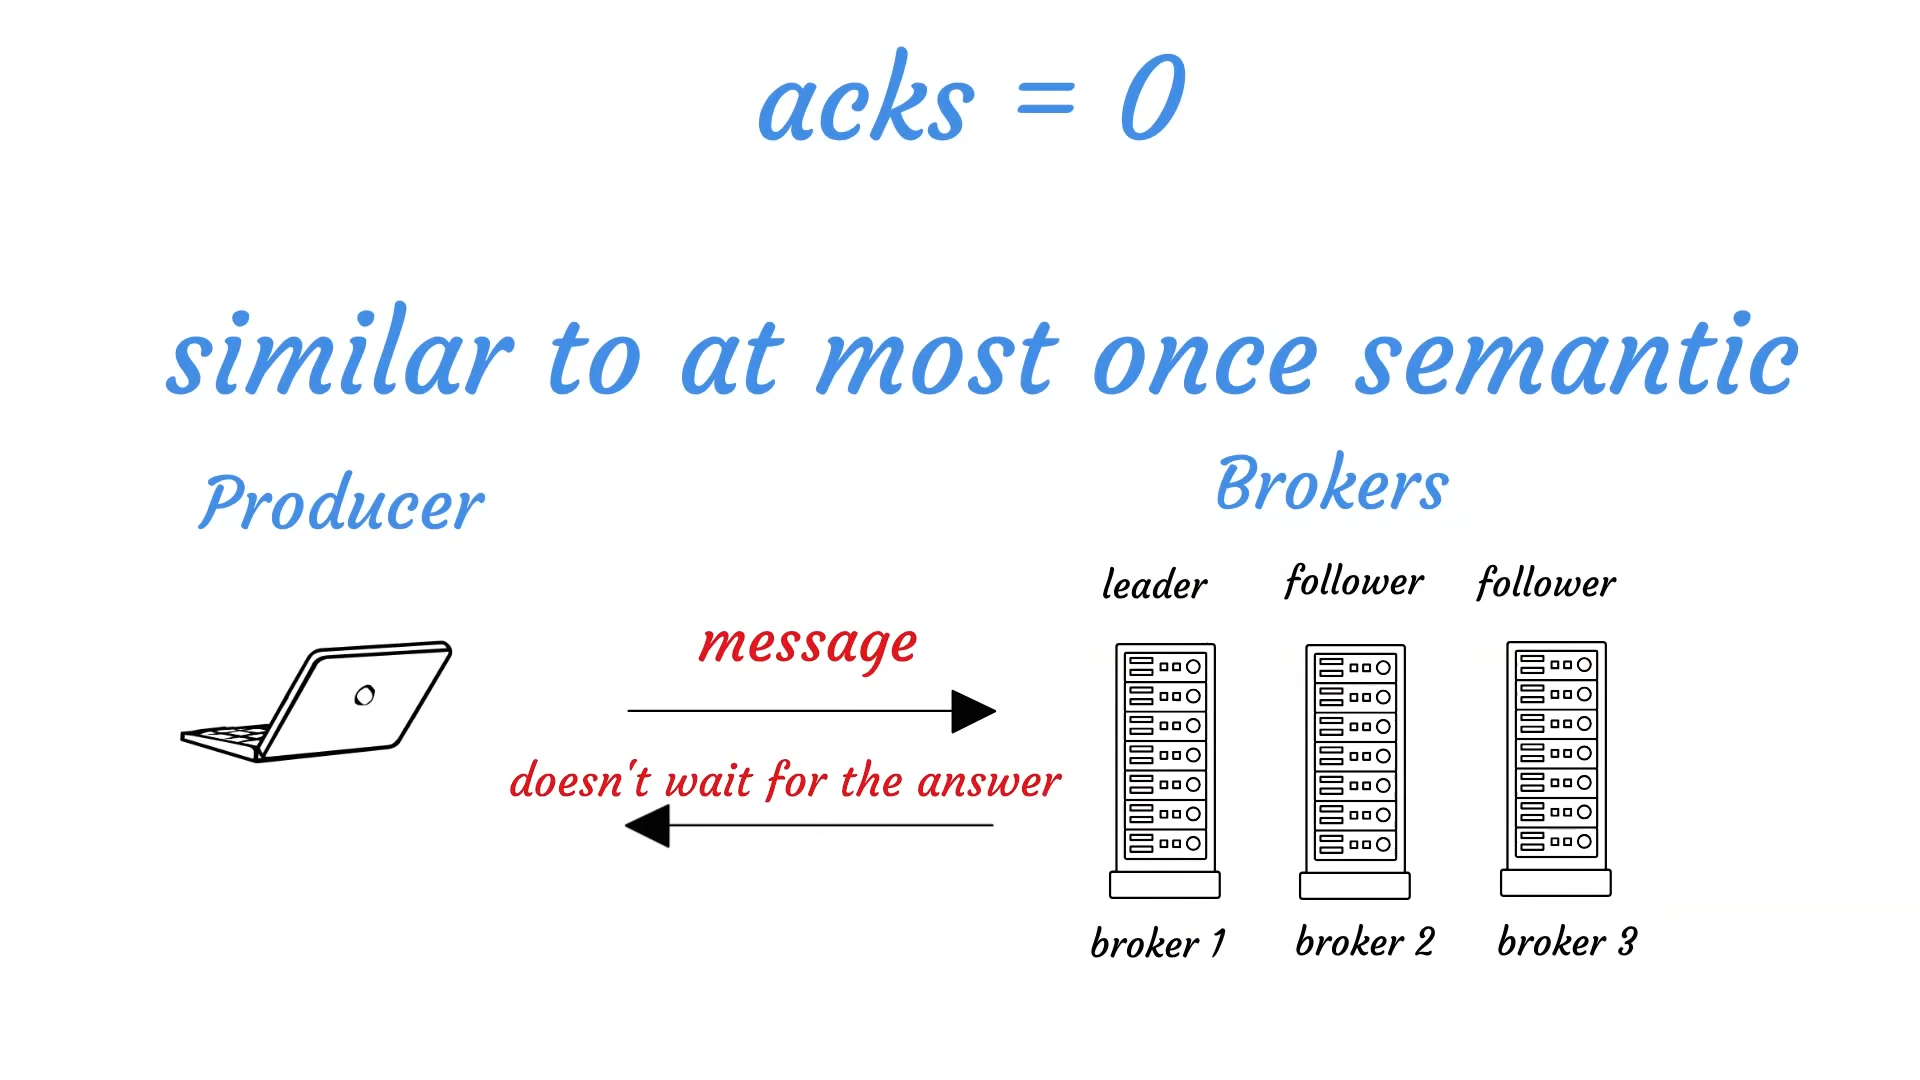 acks = 0
similar to at most once semantic
Producer
Brokers
leader
follower
follower
message
doesn't wait for the answer
broker 1
broker 2
broker 3